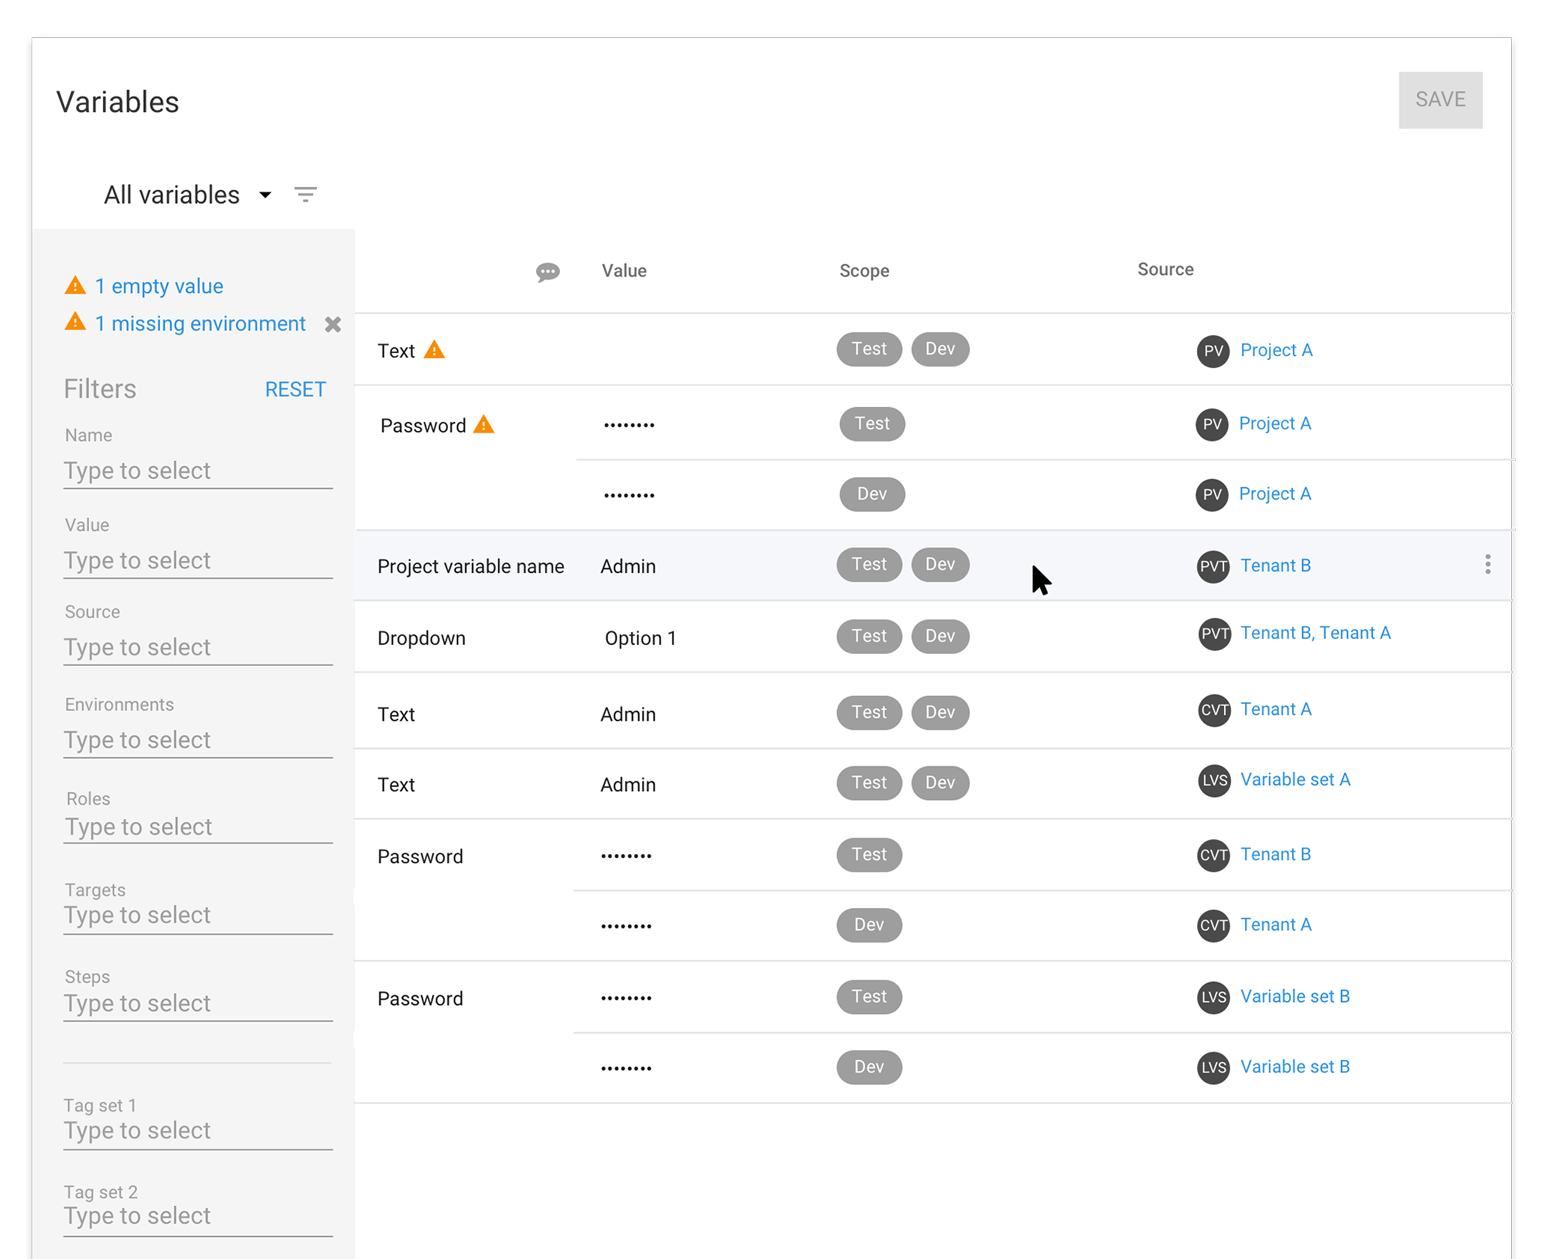 Variables
SAVE
All variables
1 empty value
1 missing environment
Filters RESET
Name
Type to select
Value
Type to select
Source
Type to select
Environments
Type to select
Roles
Type to select
Targets
Type to select
Steps
Type to select
Tag set 1
Type to select
Tag set 2
Type to select
Value Scope Source
Text Test Dev PV Project A
Password •••••••• Test PV Project A
•••••••• Dev PV Project A
Project variable name Admin Test Dev PVT Tenant B
Dropdown Option 1 Test Dev PVT Tenant B, Tenant A
Text Admin Test Dev CVT Tenant A
Text Admin Test Dev LVS Variable set A
Password •••••••• Test CVT Tenant B
•••••••• Dev CVT Tenant A
Password •••••••• Test LVS Variable set B
•••••••• Dev LVS Variable set B